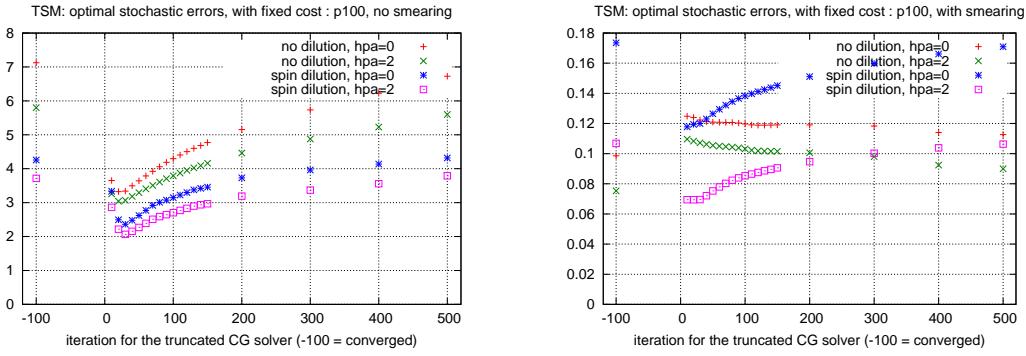 TSM: optimal stochastic errors, with fixed cost : p100, no smearing
8
7
6
5
4
3
2
1
0
no dilution, hpa=0
no dilution, hpa=2
spin dilution, hpa=0
spin dilution, hpa=2
-100 0 100 200 300 400 500
iteration for the truncated CG solver (-100 = converged)
TSM: optimal stochastic errors, with fixed cost : p100, with smearing
0.18
0.16
0.14
0.12
0.1
0.08
0.06
0.04
0.02
0
no dilution, hpa=0
no dilution, hpa=2
spin dilution, hpa=0
spin dilution, hpa=2
-100 0 100 200 300 400 500
iteration for the truncated CG solver (-100 = converged)